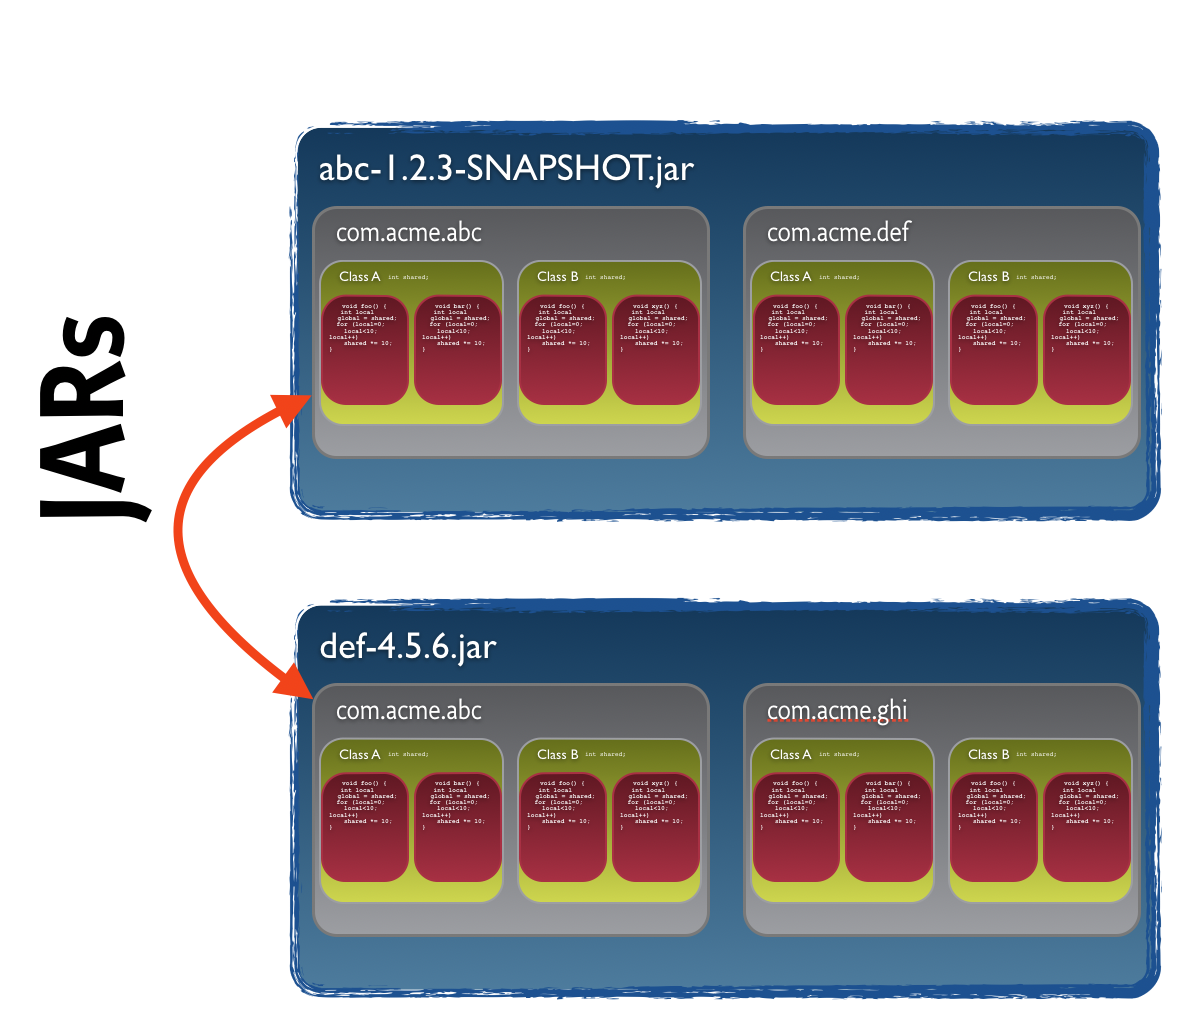 JARs
abc-1.2.3-SNAPSHOT.jar
com.acme.abc
Class A int shared;
void foo() {
int local
global = shared;
for (local=0;
local<10;
local++)
shared *= 10;
}
void bar() {
int local
global = shared;
for (local=0;
local<10;
local++)
shared *= 10;
}
Class B int shared;
void foo() {
int local
global = shared;
for (local=0;
local<10;
local++)
shared *= 10;
}
void xyz() {
int local
global = shared;
for (local=0;
local<10;
local++)
shared *= 10;
}
com.acme.def
Class A int shared;
void foo() {
int local
global = shared;
for (local=0;
local<10;
local++)
shared *= 10;
}
void bar() {
int local
global = shared;
for (local=0;
local<10;
local++)
shared *= 10;
}
Class B int shared;
void foo() {
int local
global = shared;
for (local=0;
local<10;
local++)
shared *= 10;
}
void xyz() {
int local
global = shared;
for (local=0;
local<10;
local++)
shared *= 10;
}
def-4.5.6.jar
com.acme.abc
Class A int shared;
void foo() {
int local
global = shared;
for (local=0;
local<10;
local++)
shared *= 10;
}
void bar() {
int local
global = shared;
for (local=0;
local<10;
local++)
shared *= 10;
}
Class B int shared;
void foo() {
int local
global = shared;
for (local=0;
local<10;
local++)
shared *= 10;
}
void xyz() {
int local
global = shared;
for (local=0;
local<10;
local++)
shared *= 10;
}
com.acme.ghi
Class A int shared;
void foo() {
int local
global = shared;
for (local=0;
local<10;
local++)
shared *= 10;
}
void bar() {
int local
global = shared;
for (local=0;
local<10;
local++)
shared *= 10;
}
Class B int shared;
void foo() {
int local
global = shared;
for (local=0;
local<10;
local++)
shared *= 10;
}
void xyz() {
int local
global = shared;
for (local=0;
local<10;
local++)
shared *= 10;
}